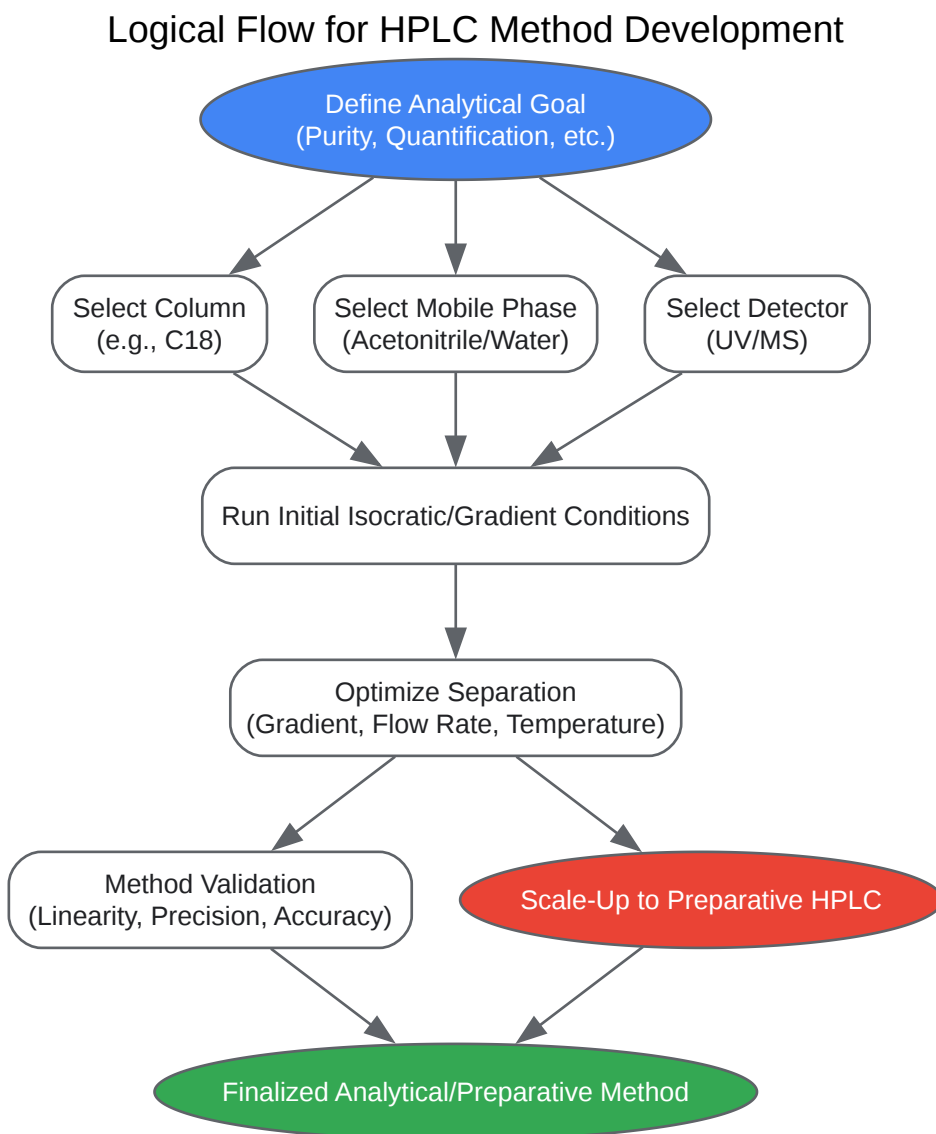 Logical Flow for HPLC Method Development
Define Analytical Goal
(Purity, Quantification, etc.)
Select Column
(e.g., C18)
Select Mobile Phase
(Acetonitrile/Water)
Select Detector
(UV/MS)
Run Initial Isocratic/Gradient Conditions
Optimize Separation
(Gradient, Flow Rate, Temperature)
Method Validation
(Linearity, Precision, Accuracy)
Scale-Up to Preparative HPLC
Finalized Analytical/Preparative Method